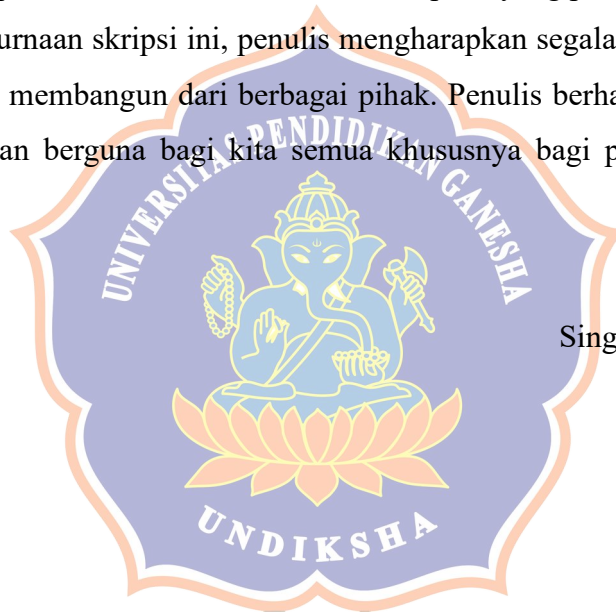 urnaan skripsi ini, penulis mengharapkan segala
membangun dari berbagai pihak. Penulis berha
an berguna bagi kita semua khususnya bagi p
UNIVERSITAS PENDIDIKAN GANESHA
Sing
UNDIKSHA